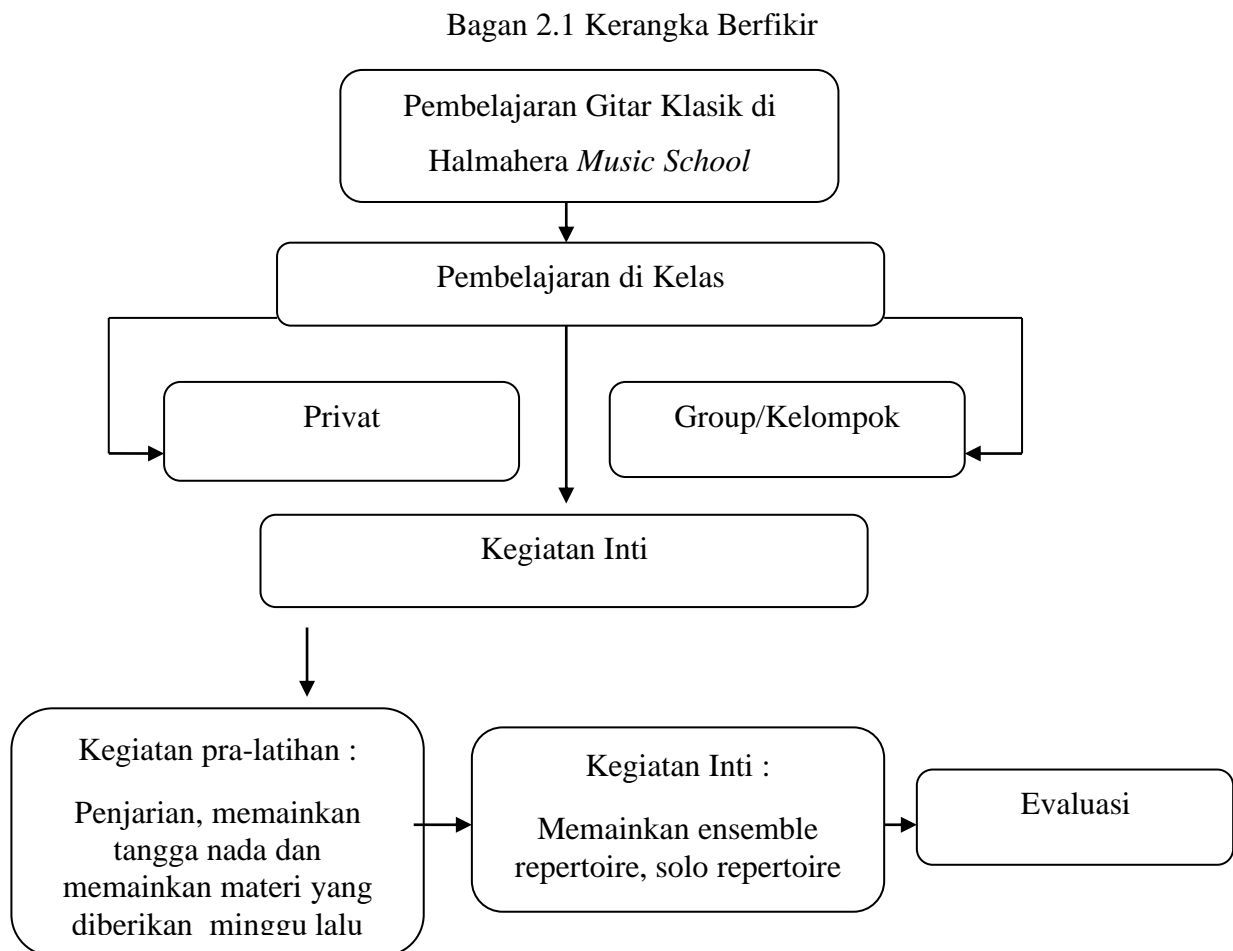 Bagan 2.1 Kerangka Berfikir
Pembelajaran Gitar Klasik di
Halmahera Music School
Pembelajaran di Kelas
Privat
Group/Kelompok
Kegiatan Inti
Kegiatan pra-latihan :
Penjarian, memainkan
tangga nada dan
memainkan materi yang
diberikan minggu lalu
Kegiatan Inti :
Memainkan ensemble
repertoire, solo repertoire
Evaluasi